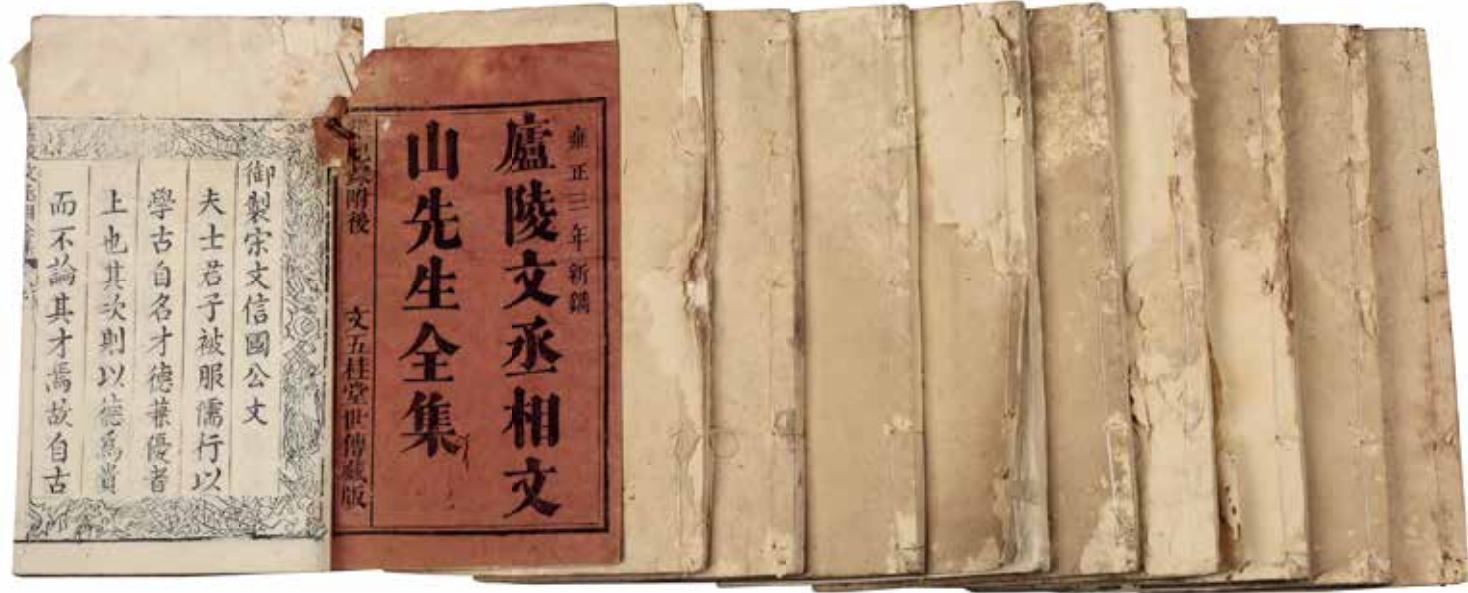 雍正三年新鐫
廬陵文丞相文
山先生全集
紀年附後
文五桂堂世傳藏版
御製宋文信國公文
夫士君子被服儒行以
學古自名才德兼優者
上也其次則以德為貴
而不論其才焉故自古